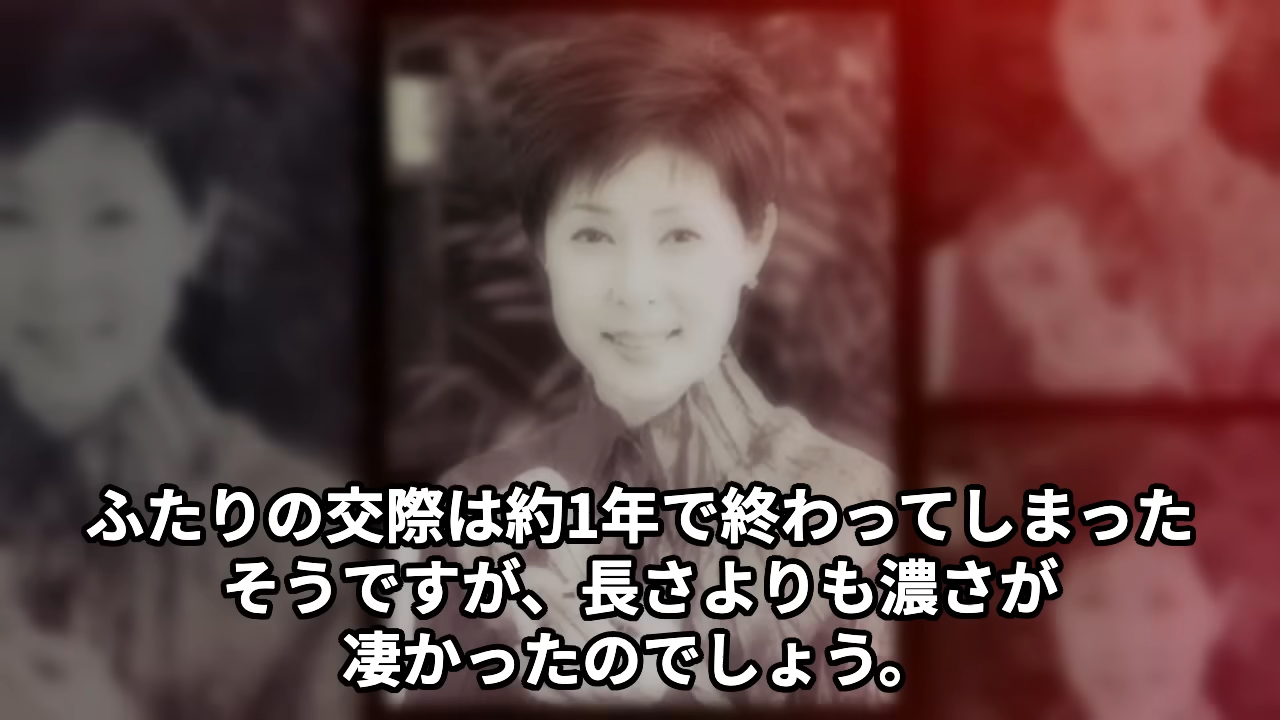 ふたりの交際は約1年で終わってしまった
そうですが、長さよりも濃さが
凄かったのでしょう。